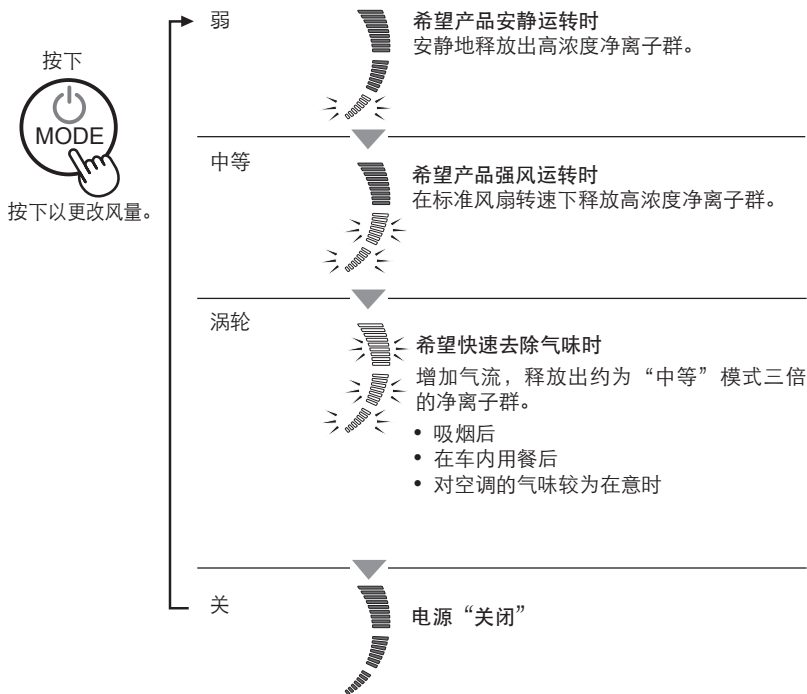 按下
MODE
按下以更改风量。
弱
希望产品安静运转时
安静地释放出高浓度净离子群。
中等
希望产品强风运转时
在标准风扇转速下释放高浓度净离子群。
涡轮
希望快速去除气味时
增加气流，释放出约为“中等”模式三倍
的净离子群。
• 吸烟后
• 在车内用餐后
• 对空调的气味较为在意时
关
电源“关闭”